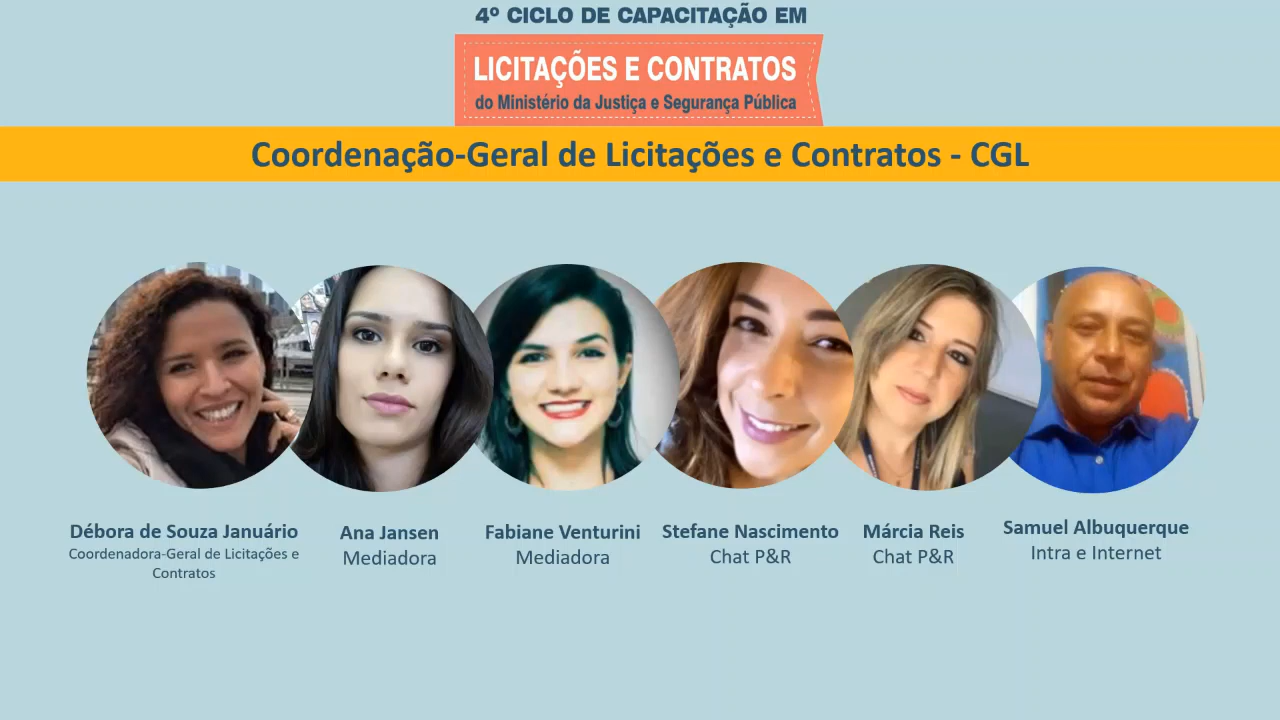 4º CICLO DE CAPACITAÇÃO EM
LICITAÇÕES E CONTRATOS
do Ministério da Justiça e Segurança Pública
Coordenação-Geral de Licitações e Contratos - CGL
Débora de Souza Januário
Coordenadora-Geral de Licitações e
Contratos
Ana Jansen
Mediadora
Fabiane Venturini
Mediadora
Stefane Nascimento
Chat P&R
Márcia Reis
Chat P&R
Samuel Albuquerque
Intra e Internet